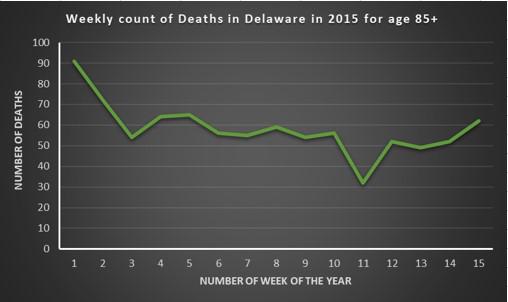 Weekly count of Deaths in Delaware in 2015 for age 85+
100
90
80
70
60
50
40
30
20
10
0
NUMBER OF DEATHS
1 2 3 4 5 6 7 8 9 10 11 12 13 14 15
NUMBER OF WEEK OF THE YEAR